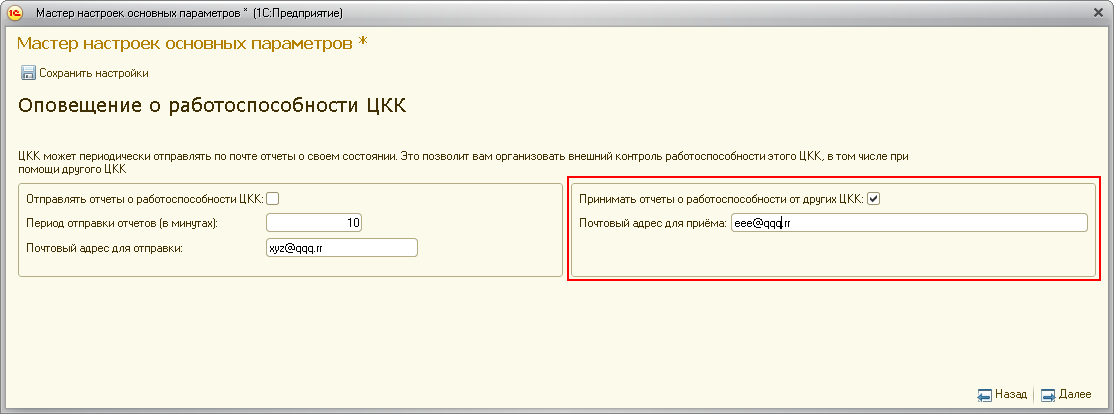 Мастер настроек основных параметров * (1С:Предприятие)
Мастер настроек основных параметров *
Сохранить настройки
Оповещение о работоспособности ЦКК
ЦКК может периодически отправлять по почте отчеты о своем состоянии. Это позволит вам организовать внешний контроль работоспособности этого ЦКК, в том числе при
помощи другого ЦКК
Отправлять отчеты о работоспособности ЦКК:
Период отправки отчетов (в минутах): 10
Почтовый адрес для отправки: xyz@qqq.rr
Принимать отчеты о работоспособности от других ЦКК:
Почтовый адрес для приёма: eee@qqq.rr
Назад Далее